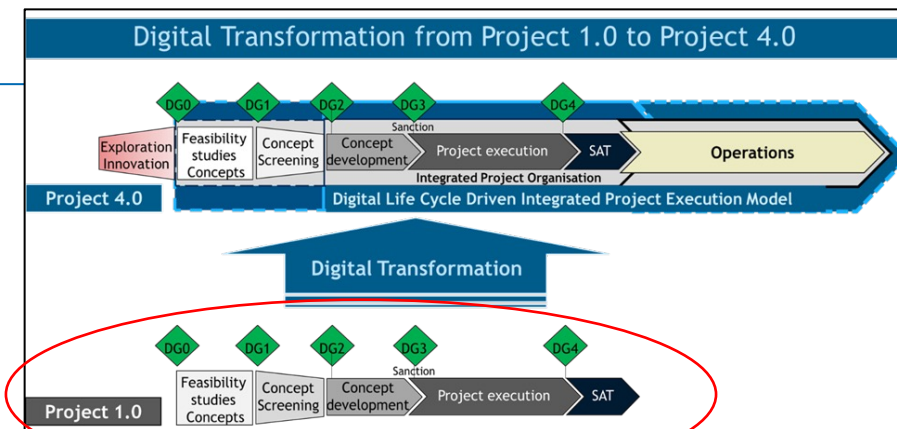 Digital Transformation from Project 1.0 to Project 4.0
DG0
DG1
DG2
DG3
DG4
Sanction
Exploration
Innovation
Feasibility
studies
Concepts
Concept
Screening
Concept
development
Project execution
SAT
Operations
Integrated Project Organisation
Project 4.0
Digital Life Cycle Driven Integrated Project Execution Model
Digital Transformation
DG0
DG1
DG2
DG3
DG4
Sanction
Feasibility
studies
Concepts
Concept
Screening
Concept
development
Project execution
SAT
Project 1.0